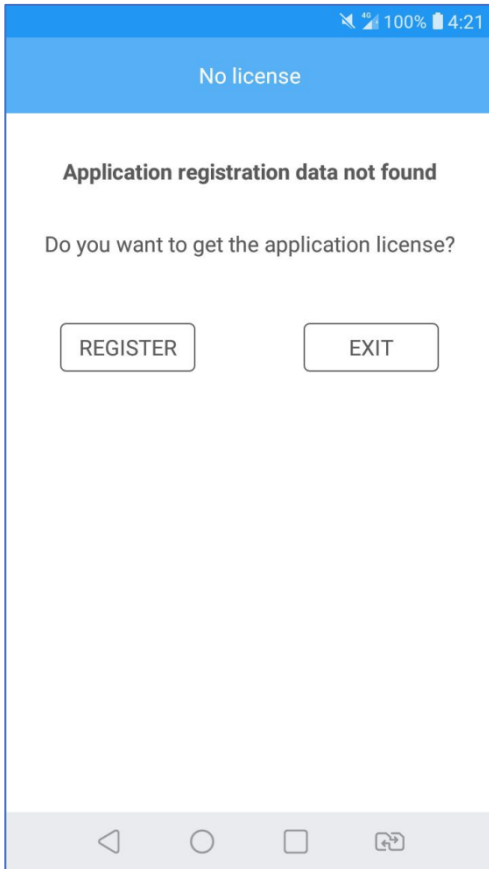 4G 100% 4:21
No license
Application registration data not found
Do you want to get the application license?
REGISTER EXIT